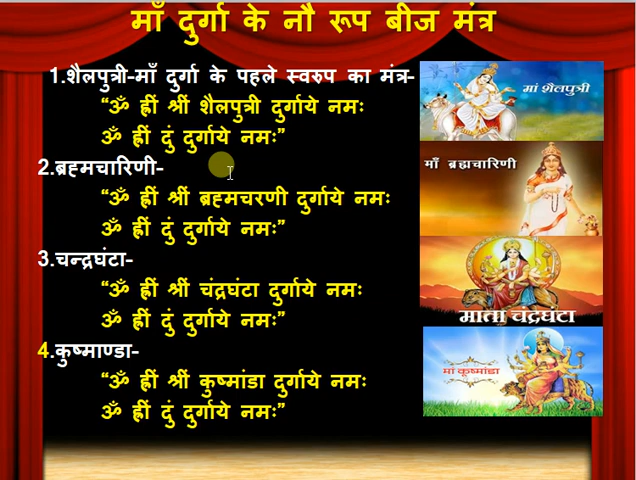 माँ दुर्गा के नौ रूप बीज मंत्र
1.शैलपुत्री-माँ दुर्गा के पहले स्वरुप का मंत्र-
“ॐ ह्रीं श्रीं शैलपुत्री दुर्गाये नमः
ॐ ह्रीं दुं दुर्गाये नमः”
मां शैलपुत्री
2.ब्रह्मचारिणी-
“ॐ ह्रीं श्रीं ब्रह्मचरणी दुर्गाये नमः
ॐ ह्रीं दुं दुर्गाये नमः”
माँ ब्रह्मचारिणी
3.चन्द्रघंटा-
“ॐ ह्रीं श्रीं चंद्रघंटा दुर्गाये नमः
ॐ ह्रीं दुं दुर्गाये नमः”
माता चंद्रघंटा
4.कुष्माण्डा-
“ॐ ह्रीं श्रीं कुष्मांडा दुर्गाये नमः
ॐ ह्रीं दुं दुर्गाये नमः”
मां कूष्मांडा